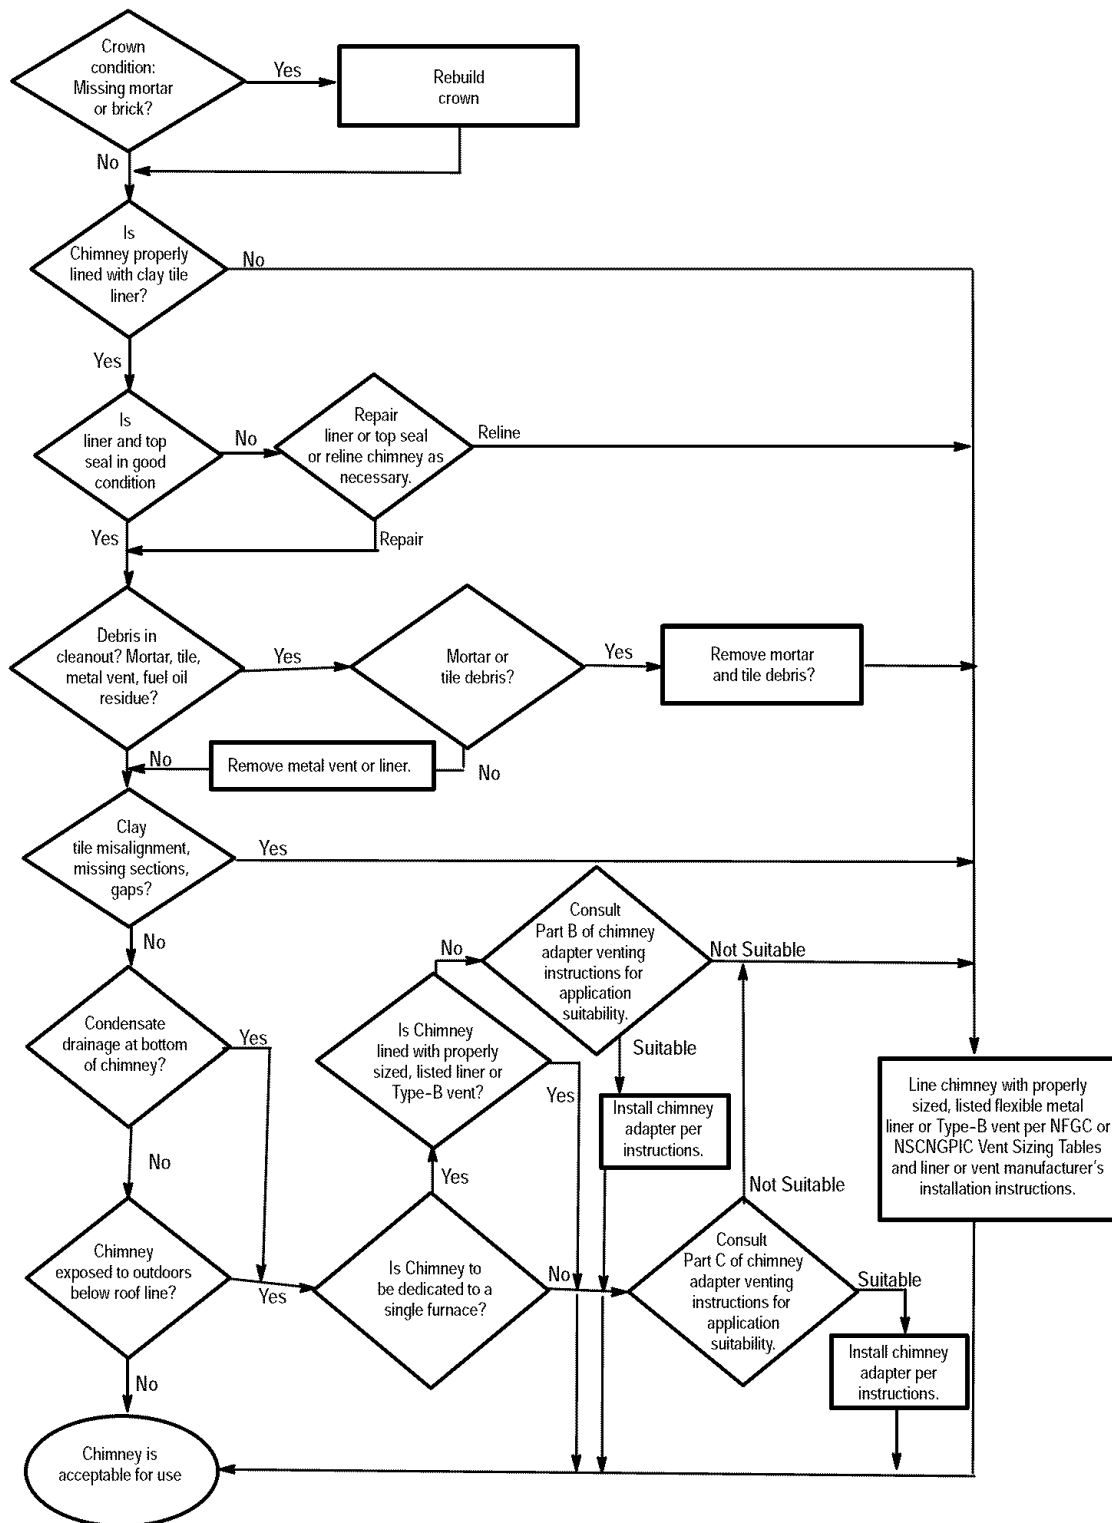 Crown
condition:
Missing mortar
or brick?
Yes
Rebuild
crown
No
Is
Chimney properly
lined with clay tile
liner?
No
Yes
Is
liner and top
seal in good
condition
No
Repair
liner or top seal
or reline chimney as
necessary.
Reline
Yes
Repair
Debris in
cleanout? Mortar, tile,
metal vent, fuel oil
residue?
Yes
Mortar or
tile debris?
Yes
Remove mortar
and tile debris?
No
Remove metal vent or liner.
No
Clay
tile misalignment,
missing sections,
gaps?
Yes
No
Consult
Part B of chimney
adapter venting
instructions for
application
suitability.
No
Not Suitable
Condensate
drainage at bottom
of chimney?
Yes
Is Chimney
lined with properly
sized, listed liner or
Type-B vent?
Yes
Suitable
Install chimney
adapter per
instructions.
Line chimney with properly
sized, listed flexible metal
liner or Type-B vent per NFGC or
NSCNGPIC Vent Sizing Tables
and liner or vent manufacturer's
installation instructions.
No
Yes
Not Suitable
Chimney
exposed to outdoors
below roof line?
Yes
Is Chimney to
be dedicated to a
single furnace?
No
Consult
Part C of chimney
adapter venting
instructions for
application
suitability.
Suitable
Install chimney
adapter per
instructions.
No
Chimney is
acceptable for use